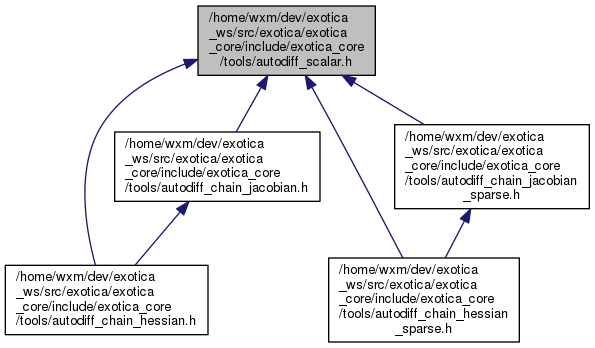 /home/wxm/dev/exotica
_ws/src/exotica/exotica
_core/include/exotica_core
/tools/autodiff_scalar.h
/home/wxm/dev/exotica
_ws/src/exotica/exotica
_core/include/exotica_core
/tools/autodiff_chain_jacobian.h
/home/wxm/dev/exotica
_ws/src/exotica/exotica
_core/include/exotica_core
/tools/autodiff_chain_jacobian
_sparse.h
/home/wxm/dev/exotica
_ws/src/exotica/exotica
_core/include/exotica_core
/tools/autodiff_chain_hessian.h
/home/wxm/dev/exotica
_ws/src/exotica/exotica
_core/include/exotica_core
/tools/autodiff_chain_hessian
_sparse.h